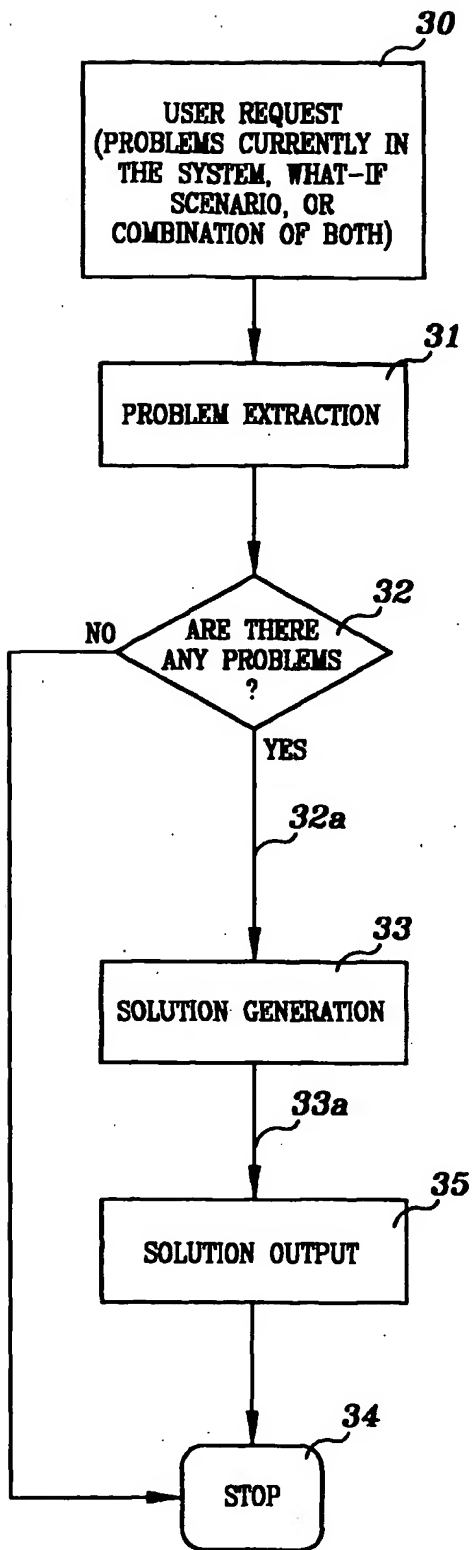 30
USER REQUEST
(PROBLEMS CURRENTLY IN
THE SYSTEM, WHAT-IF
SCENARIO, OR
COMBINATION OF BOTH)
31
PROBLEM EXTRACTION
32
NO
ARE THERE
ANY PROBLEMS
?
YES
32a
33
SOLUTION GENERATION
33a
35
SOLUTION OUTPUT
34
STOP